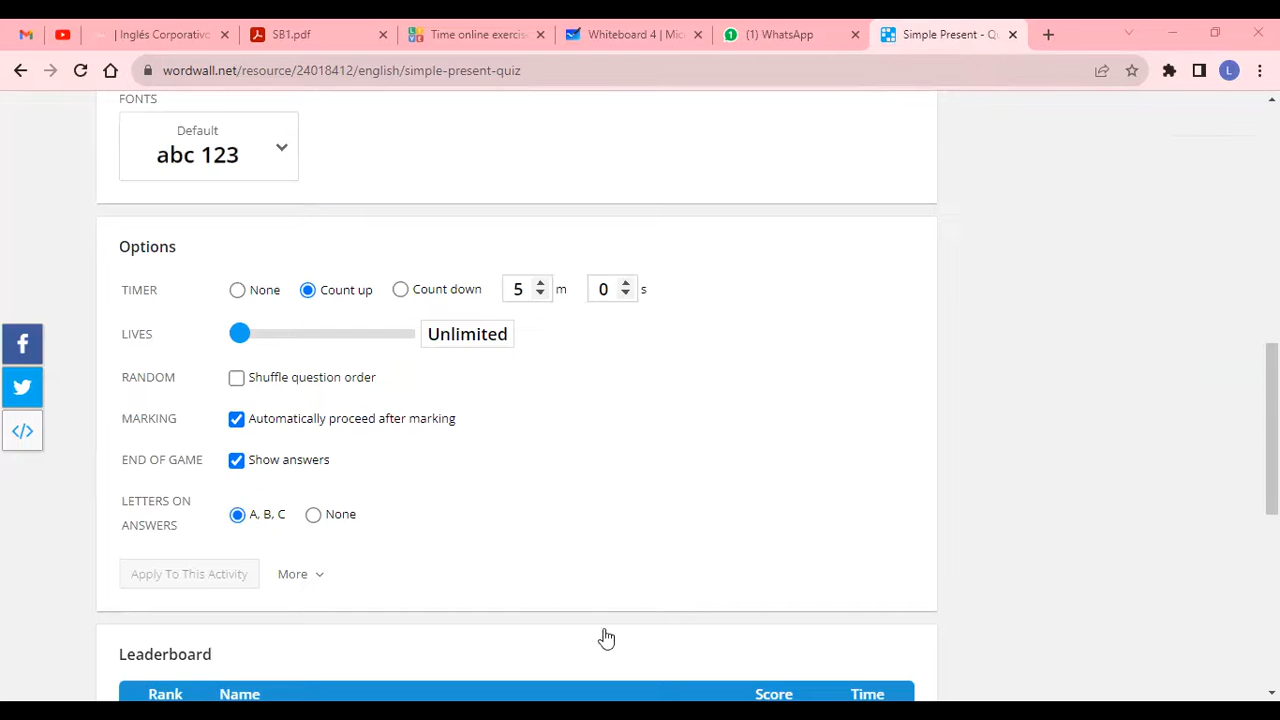 | Inglés Corporativo
SB1.pdf
Time online exercis
Whiteboard 4 | Mic
(1) WhatsApp
Simple Present - Q
wordwall.net/resource/24018412/english/simple-present-quiz
L
FONTS
Default
abc 123
Options
TIMER None Count up Count down 5 m 0 s
LIVES Unlimited
RANDOM Shuffle question order
MARKING Automatically proceed after marking
END OF GAME Show answers
LETTERS ON
ANSWERS A, B, C None
Apply To This Activity More
Leaderboard
Rank Name Score Time